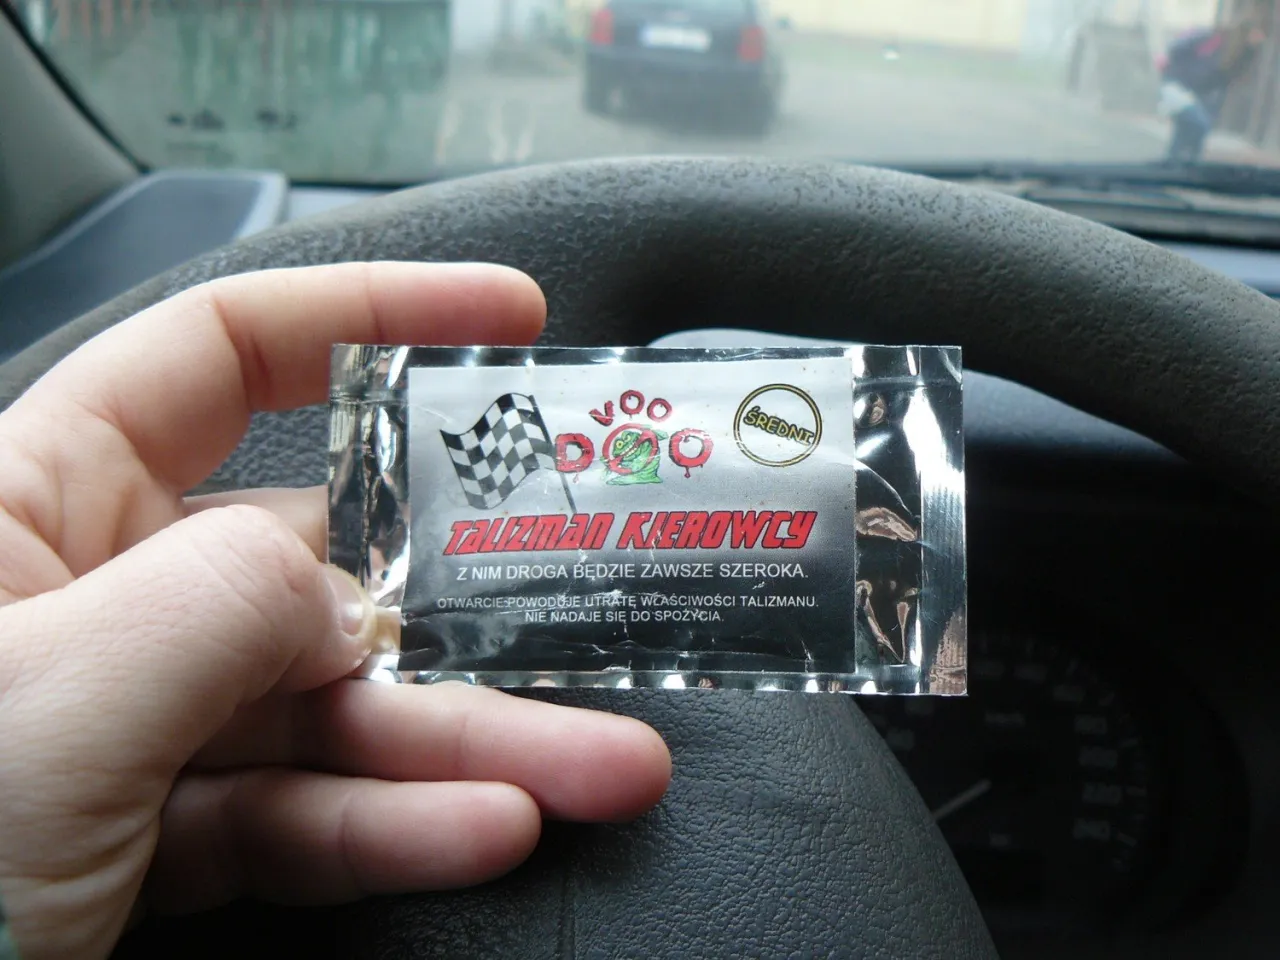 VOO
DOO
ŚREDNI
TALIZMAN KIEROWCY
Z NIM DROGA BĘDZIE ZAWSZE SZEROKA.
OTWARCIE POWODUJE UTRATĘ WŁAŚCIWOŚCI TALIZMANU.
NIE NADAJE SIĘ DO SPOŻYCIA.